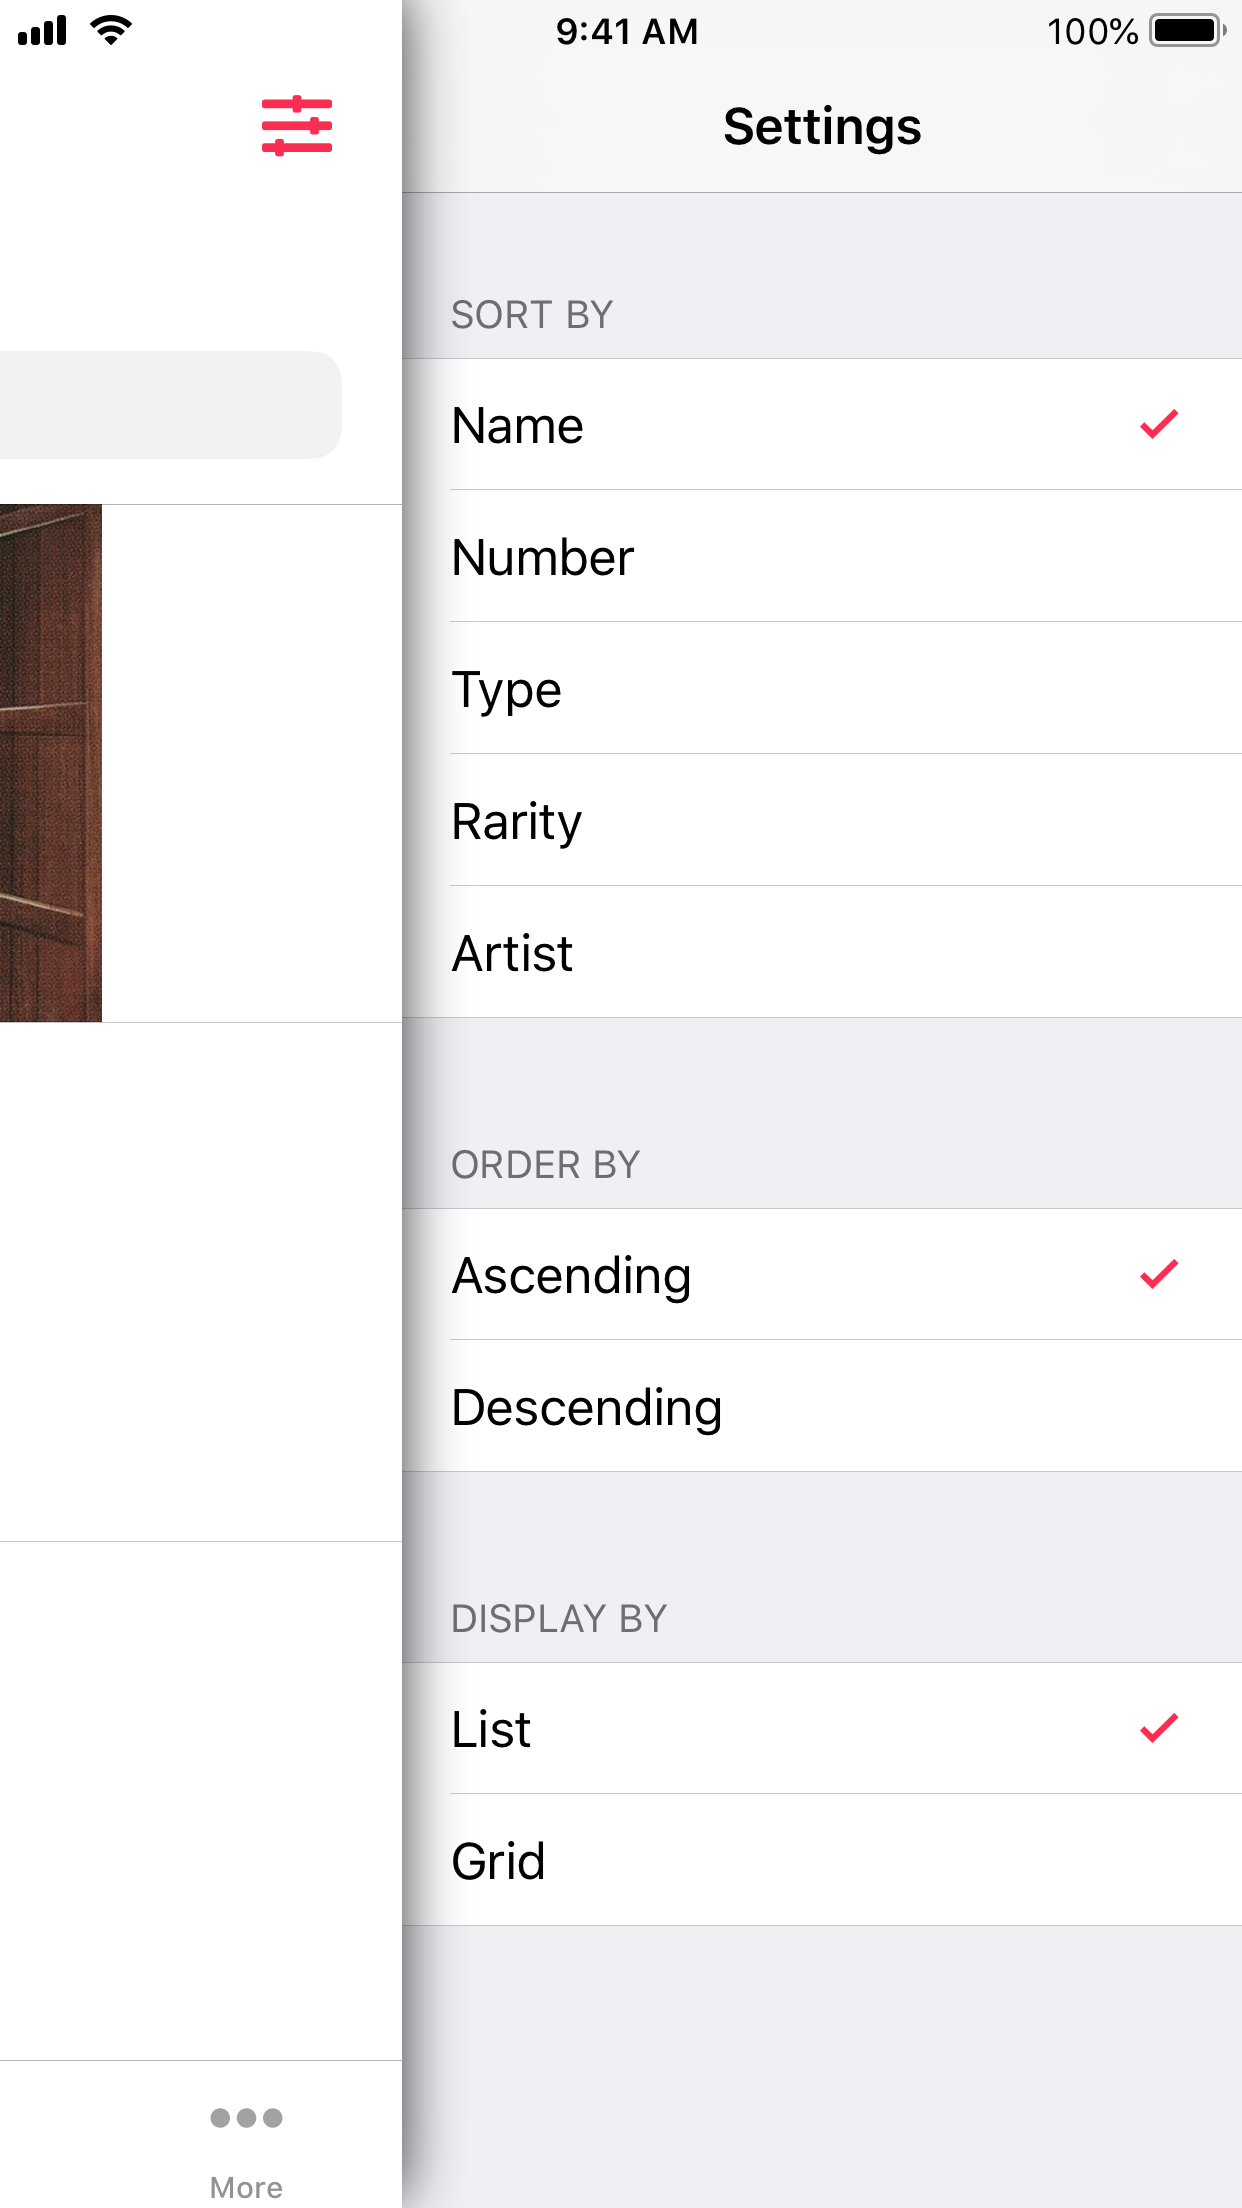 9:41 AM 100%
Settings
SORT BY
Name
Number
Type
Rarity
Artist
ORDER BY
Ascending
Descending
DISPLAY BY
List
Grid
More